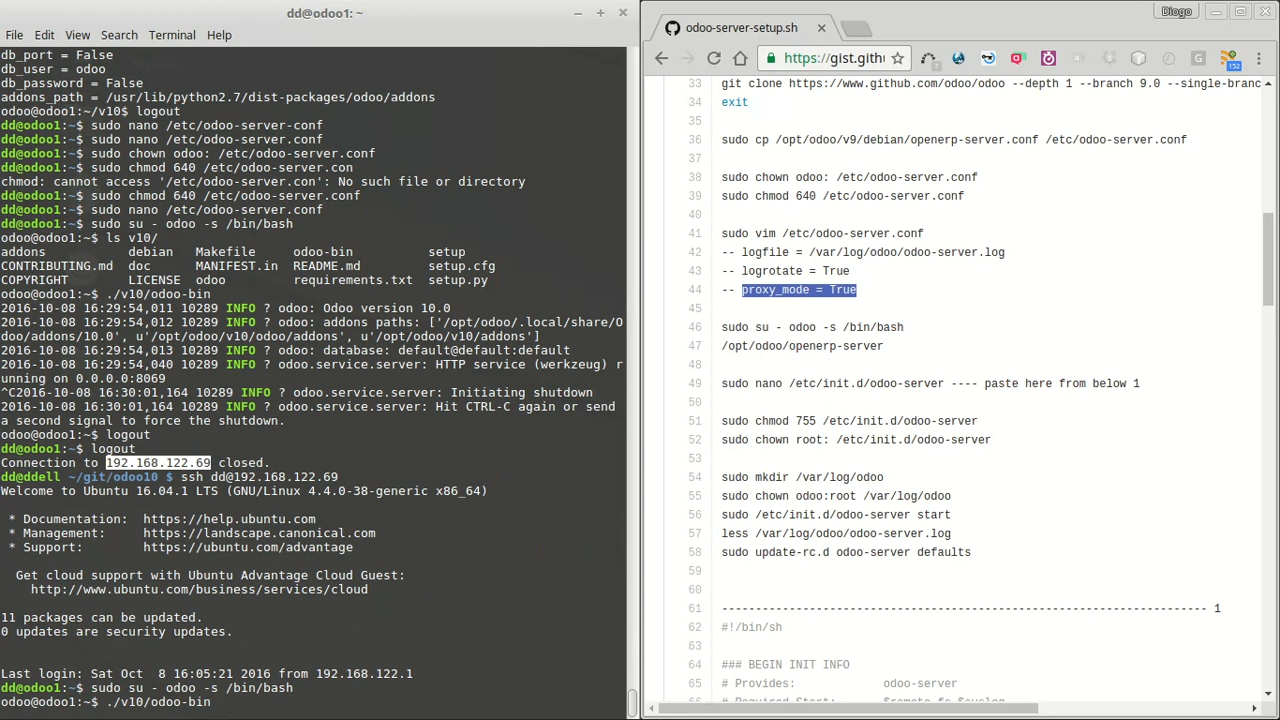 dd@odoo1: ~
File Edit View Search Terminal Help
db_port = False
db_user = odoo
db_password = False
addons_path = /usr/lib/python2.7/dist-packages/odoo/addons
odoo@odoo1:~/v10$ logout
dd@odoo1:~$ sudo nano /etc/odoo-server-conf
dd@odoo1:~$ sudo nano /etc/odoo-server.conf
dd@odoo1:~$ sudo chown odoo: /etc/odoo-server.conf
dd@odoo1:~$ sudo chmod 640 /etc/odoo-server.con
chmod: cannot access '/etc/odoo-server.con': No such file or directory
dd@odoo1:~$ sudo chmod 640 /etc/odoo-server.conf
dd@odoo1:~$ sudo nano /etc/odoo-server.conf
dd@odoo1:~$ sudo su - odoo -s /bin/bash
odoo@odoo1:~$ ls v10/
addons debian Makefile odoo-bin setup
CONTRIBUTING.md doc MANIFEST.in README.md setup.cfg
COPYRIGHT LICENSE odoo requirements.txt setup.py
odoo@odoo1:~$ ./v10/odoo-bin
2016-10-08 16:29:54,011 10289 INFO ? odoo: Odoo version 10.0
2016-10-08 16:29:54,012 10289 INFO ? odoo: addons paths: ['/opt/odoo/.local/share/O
doo/addons/10.0', u'/opt/odoo/v10/odoo/addons', u'/opt/odoo/v10/addons']
2016-10-08 16:29:54,013 10289 INFO ? odoo: database: default@default:default
2016-10-08 16:29:54,040 10289 INFO ? odoo.service.server: HTTP service (werkzeug) r
unning on 0.0.0.0:8069
^C2016-10-08 16:30:01,164 10289 INFO ? odoo.service.server: Initiating shutdown
2016-10-08 16:30:01,164 10289 INFO ? odoo.service.server: Hit CTRL-C again or send
a second signal to force the shutdown.
odoo@odoo1:~$ logout
dd@odoo1:~$ logout
Connection to 192.168.122.69 closed.
dd@ddell ~/git/odoo10 $ ssh dd@192.168.122.69
Welcome to Ubuntu 16.04.1 LTS (GNU/Linux 4.4.0-38-generic x86_64)
* Documentation: https://help.ubuntu.com
* Management: https://landscape.canonical.com
* Support: https://ubuntu.com/advantage
Get cloud support with Ubuntu Advantage Cloud Guest:
http://www.ubuntu.com/business/services/cloud
11 packages can be updated.
0 updates are security updates.
Last login: Sat Oct 8 16:05:21 2016 from 192.168.122.1
dd@odoo1:~$ sudo su - odoo -s /bin/bash
odoo@odoo1:~$ ./v10/odoo-bin
odoo-server-setup.sh
Diogo
https://gist.githu
152
33 git clone https://www.github.com/odoo/odoo --depth 1 --branch 9.0 --single-branc
34 exit
35
36 sudo cp /opt/odoo/v9/debian/openerp-server.conf /etc/odoo-server.conf
37
38 sudo chown odoo: /etc/odoo-server.conf
39 sudo chmod 640 /etc/odoo-server.conf
40
41 sudo vim /etc/odoo-server.conf
42 -- logfile = /var/log/odoo/odoo-server.log
43 -- logrotate = True
44 -- proxy_mode = True
45
46 sudo su - odoo -s /bin/bash
47 /opt/odoo/openerp-server
48
49 sudo nano /etc/init.d/odoo-server ---- paste here from below 1
50
51 sudo chmod 755 /etc/init.d/odoo-server
52 sudo chown root: /etc/init.d/odoo-server
53
54 sudo mkdir /var/log/odoo
55 sudo chown odoo:root /var/log/odoo
56 sudo /etc/init.d/odoo-server start
57 less /var/log/odoo/odoo-server.log
58 sudo update-rc.d odoo-server defaults
59
60
61 ------------------------------------------------------------------------ 1
62 #!/bin/sh
63
64 ### BEGIN INIT INFO
65 # Provides: odoo-server
66 # Required-Start: $remote_fs $syslog